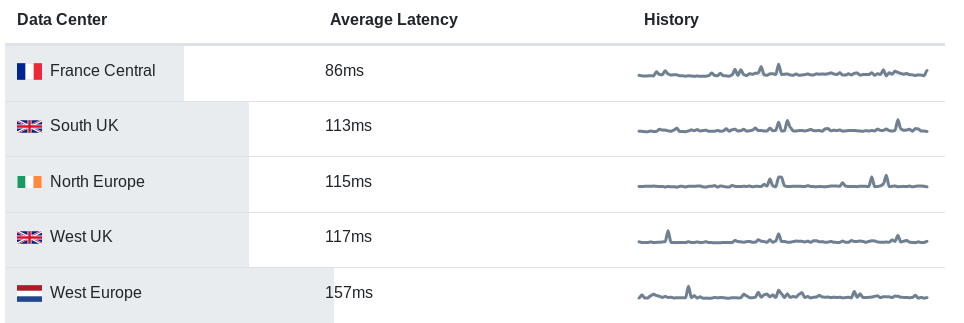 Data Center Average Latency History
France Central 86ms
South UK 113ms
North Europe 115ms
West UK 117ms
West Europe 157ms